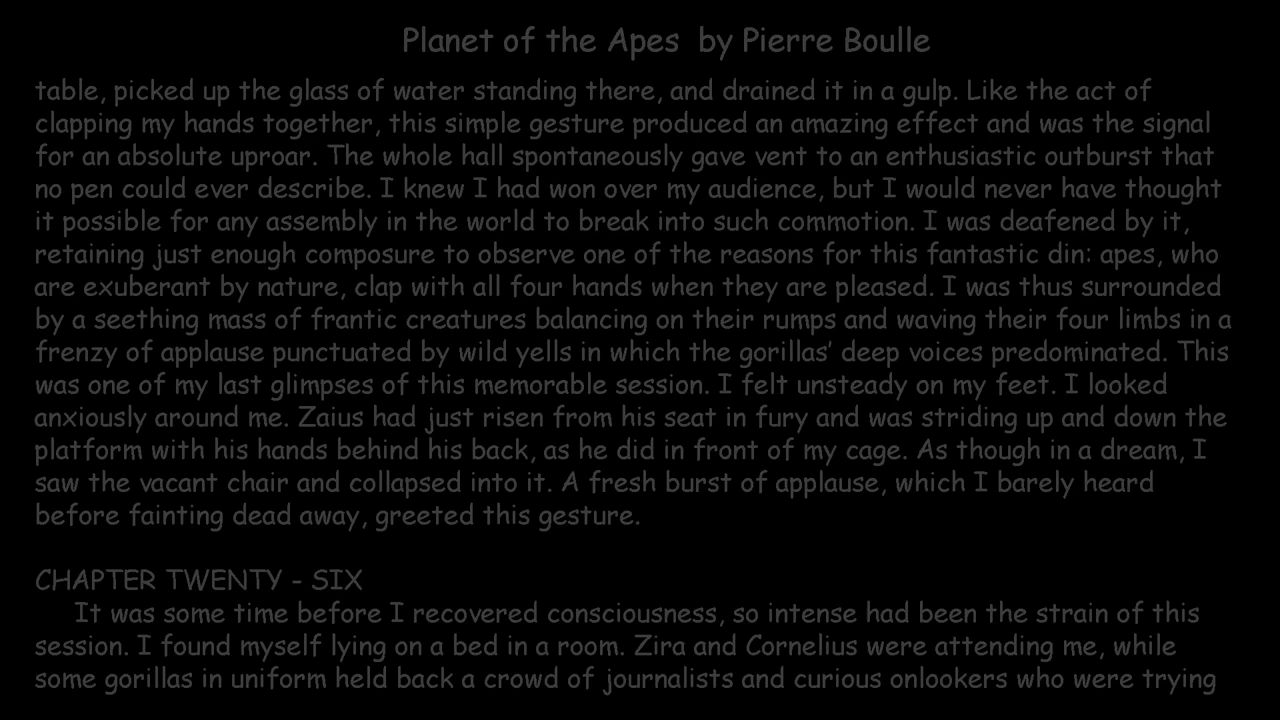 Planet of the Apes by Pierre Boulle
table, picked up the glass of water standing there, and drained it in a gulp. Like the act of
clapping my hands together, this simple gesture produced an amazing effect and was the signal
for an absolute uproar. The whole hall spontaneously gave vent to an enthusiastic outburst that
no pen could ever describe. I knew I had won over my audience, but I would never have thought
it possible for any assembly in the world to break into such commotion. I was deafened by it,
retaining just enough composure to observe one of the reasons for this fantastic din: apes, who
are exuberant by nature, clap with all four hands when they are pleased. I was thus surrounded
by a seething mass of frantic creatures balancing on their rumps and waving their four limbs in a
frenzy of applause punctuated by wild yells in which the gorillas’ deep voices predominated. This
was one of my last glimpses of this memorable session. I felt unsteady on my feet. I looked
anxiously around me. Zaius had just risen from his seat in fury and was striding up and down the
platform with his hands behind his back, as he did in front of my cage. As though in a dream, I
saw the vacant chair and collapsed into it. A fresh burst of applause, which I barely heard
before fainting dead away, greeted this gesture.
CHAPTER TWENTY - SIX
It was some time before I recovered consciousness, so intense had been the strain of this
session. I found myself lying on a bed in a room. Zira and Cornelius were attending me, while
some gorillas in uniform held back a crowd of journalists and curious onlookers who were trying